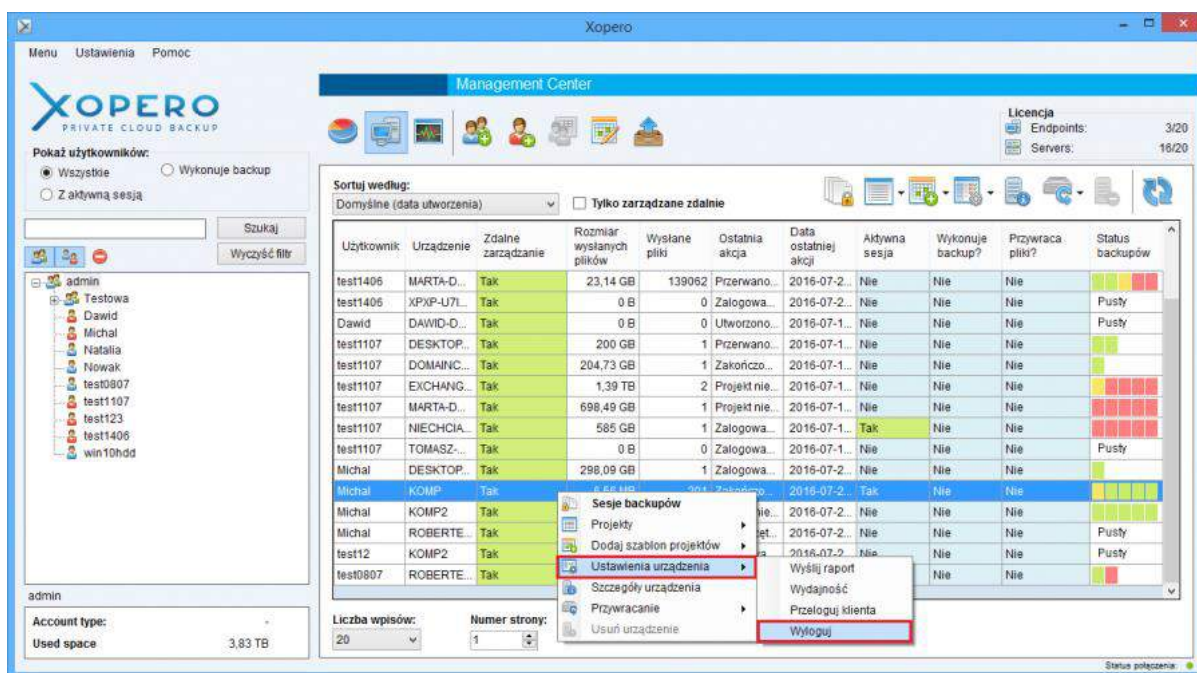 Xopero
Menu Ustawienia Pomoc
XOPERO
PRIVATE CLOUD BACKUP
Management Center
Licencja
Endpoints: 3/20
Servers: 16/20
Pokaż użytkowników:
Wszystkie Wykonuje backup
Z aktywną sesją
Szukaj
Wyczyść filtr
admin
Testowa
Dawid
Michal
Natalia
Nowak
test0807
test1107
test123
test1406
win10hdd
admin
Account type: -
Used space 3,83 TB
Sortuj według:
Domyślne (data utworzenia) Tylko zarządzane zdalnie
Użytkownik Urządzenie Zdalne zarządzanie Rozmiar wysłanych plików Wysłane pliki Ostatnia akcja Data ostatniej akcji Aktywna sesja Wykonuje backup? Przywraca pliki? Status backupów
test1406 MARTA-D... Tak 23,14 GB 139062 Przerwano... 2016-07-2... Nie Nie Nie
test1406 XPXP-U7I... Tak 0 B 0 Zalogowa... 2016-07-2... Nie Nie Nie Pusty
Dawid DAWID-D... Tak 0 B 0 Utworzono... 2016-07-1... Nie Nie Nie Pusty
test1107 DESKTOP... Tak 200 GB 1 Przerwano... 2016-07-1... Nie Nie Nie
test1107 DOMAINC... Tak 204,73 GB 1 Zakończo... 2016-07-1... Nie Nie Nie
test1107 EXCHANG... Tak 1,39 TB 2 Projekt nie... 2016-07-1... Nie Nie Nie
test1107 MARTA-D... Tak 698,49 GB 1 Projekt nie... 2016-07-1... Nie Nie Nie
test1107 NIECHCIA... Tak 585 GB 1 Zalogowa... 2016-07-1... Tak Nie Nie
test1107 TOMASZ-... Tak 0 B 0 Zalogowa... 2016-07-1... Nie Nie Nie Pusty
Michal DESKTOP... Tak 298,09 GB 1 Zalogowa... 2016-07-2... Nie Nie Nie
Michal KOMP Tak 2016-07-2... Tak Nie Nie
Michal KOMP2 Tak 2016-07-2... Nie Nie Nie
Michal ROBERTE... Tak 2016-07-2... Nie Nie Nie Pusty
test12 KOMP2 Tak 2016-07-2... Nie Nie Nie Pusty
test0807 ROBERTE... Tak Nie Nie
Sesje backupów
Projekty
Dodaj szablon projektów
Ustawienia urządzenia
Szczegóły urządzenia
Przywracanie
Usuń urządzenie
Wyślij raport
Wydajność
Przeloguj klienta
Wyloguj
Liczba wpisów: Numer strony:
20 1
Status połączenia: